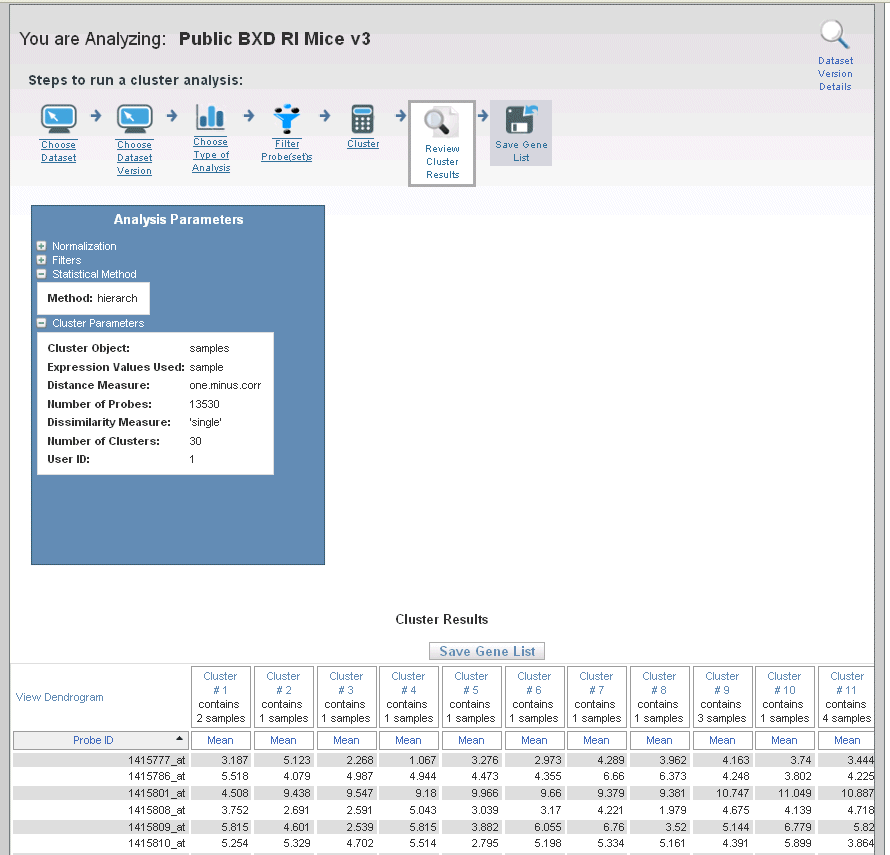 You are Analyzing: Public BXD RI Mice v3
Dataset
Version
Details
Steps to run a cluster analysis:
Choose
Dataset
Choose
Dataset
Version
Choose
Type of
Analysis
Filter
Probe(set)s
Cluster
Review
Cluster
Results
Save Gene
List
Analysis Parameters
Normalization
Filters
Statistical Method
Method: hierarch
Cluster Parameters
Cluster Object: samples
Expression Values Used: sample
Distance Measure: one.minus.corr
Number of Probes: 13530
Dissimilarity Measure: 'single'
Number of Clusters: 30
User ID: 1
Cluster Results
Save Gene List
View Dendrogram
Cluster # 1 contains 2 samples
Cluster # 2 contains 1 samples
Cluster # 3 contains 1 samples
Cluster # 4 contains 1 samples
Cluster # 5 contains 1 samples
Cluster # 6 contains 1 samples
Cluster # 7 contains 1 samples
Cluster # 8 contains 1 samples
Cluster # 9 contains 3 samples
Cluster # 10 contains 1 samples
Cluster # 11 contains 4 samples
Probe ID Mean Mean Mean Mean Mean Mean Mean Mean Mean Mean Mean
1415777_at 3.187 5.123 2.268 1.067 3.276 2.973 4.289 3.962 4.163 3.74 3.444
1415786_at 5.518 4.079 4.987 4.944 4.473 4.355 6.66 6.373 4.248 3.802 4.225
1415801_at 4.508 9.438 9.547 9.18 9.966 9.66 9.379 9.381 10.747 11.049 10.887
1415808_at 3.752 2.691 2.591 5.043 3.039 3.17 4.221 1.979 4.675 4.139 4.718
1415809_at 5.815 4.601 2.539 5.815 3.882 6.055 6.76 3.52 5.144 6.779 5.82
1415810_at 5.254 5.329 4.702 5.514 2.795 5.198 5.334 5.161 4.391 5.899 3.864